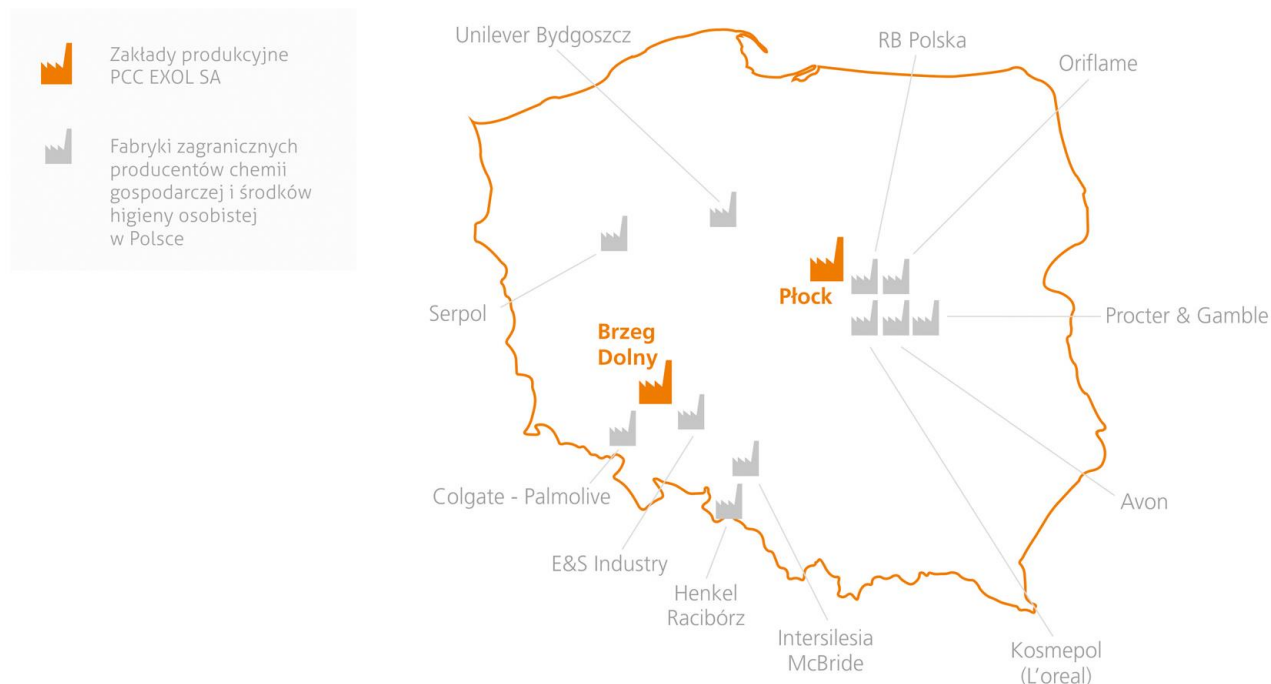 Zakłady produkcyjne
PCC EXOL SA
Fabryki zagranicznych
producentów chemii
gospodarczej i środków
higieny osobistej
w Polsce
Unilever Bydgoszcz
RB Polska
Oriflame
Serpol
Płock
Procter & Gamble
Brzeg
Dolny
Colgate - Palmolive
Avon
E&S Industry
Henkel
Racibórz
Intersilesia
McBride
Kosmepol
(L'oreal)